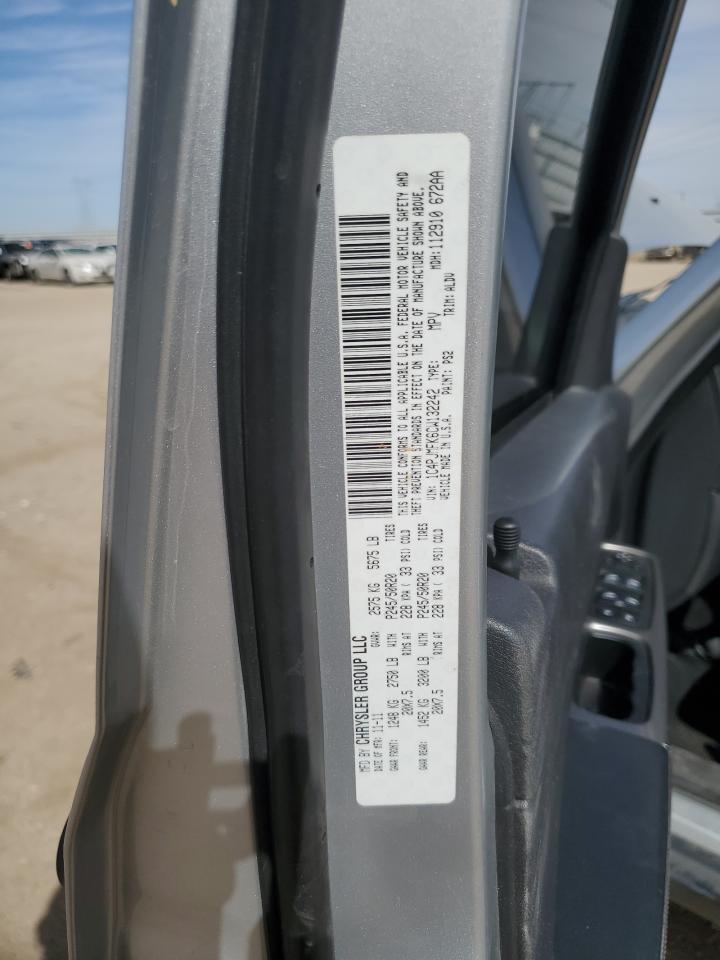 MFD BY CHRYSLER GROUP LLC
DATE OF MFR: 11-11 GVWR: 2575 KG 5675 LB
GAWR FRONT: 1248 KG 2750 LB WITH P245/50R20 TIRES
20X7.5 RIMS AT 228 KPA ( 33 PSI) COLD
GAWR REAR: 1452 KG 3200 LB WITH P245/50R20 TIRES
20X7.5 RIMS AT 228 KPA ( 33 PSI) COLD
THIS VEHICLE CONFORMS TO ALL APPLICABLE U.S.A. FEDERAL MOTOR VEHICLE SAFETY AND
THEFT PREVENTION STANDARDS IN EFFECT ON THE DATE OF MANUFACTURE SHOWN ABOVE.
VIN: 1C4PJMFK6CW132242 TYPE: MPV MDH: 112910 672AA
VEHICLE MADE IN U.S.A. PAINT: PS2 TRIM: ALDV